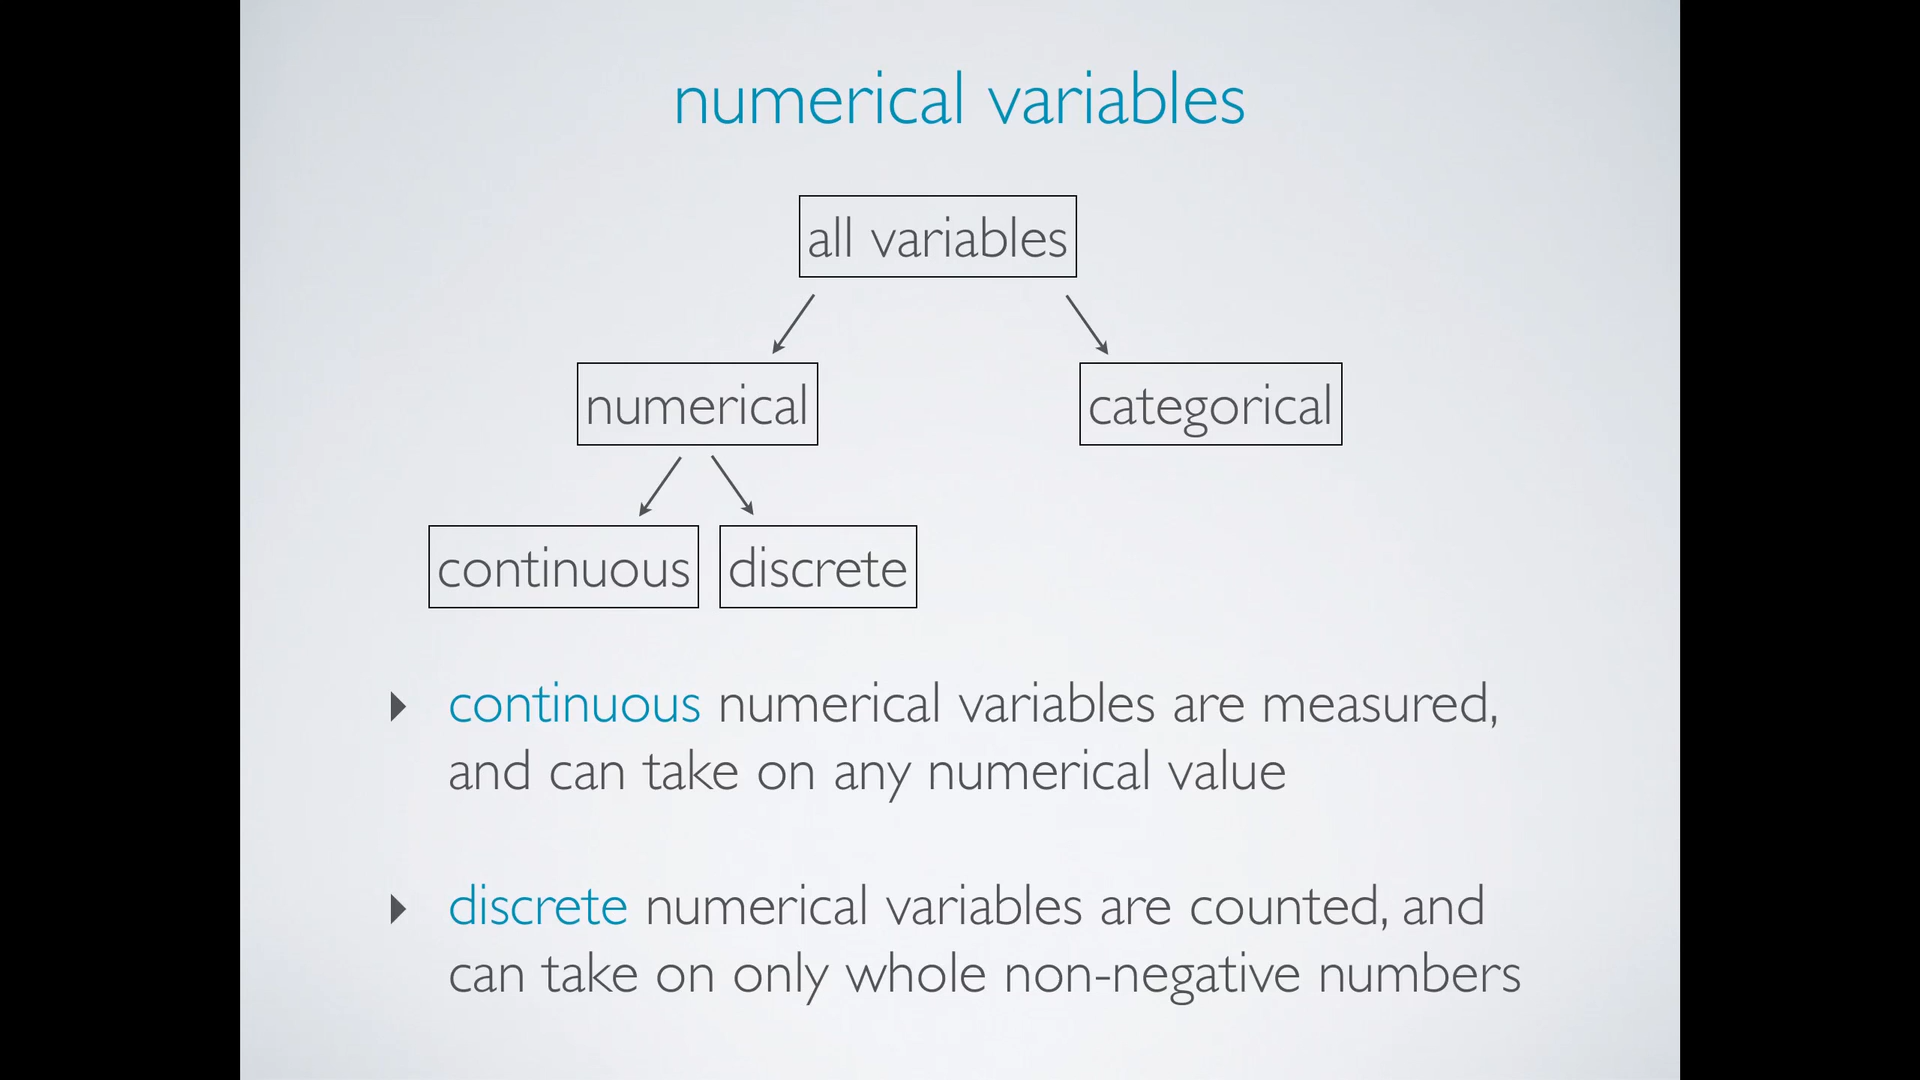 numerical variables
all variables
numerical
categorical
continuous
discrete
continuous numerical variables are measured,
and can take on any numerical value
discrete numerical variables are counted, and
can take on only whole non-negative numbers